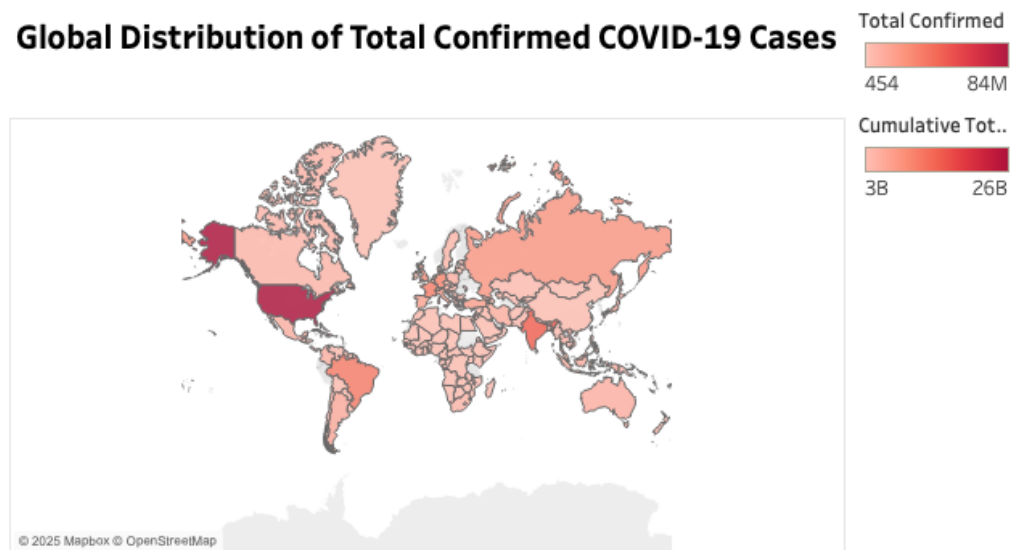 Global Distribution of Total Confirmed COVID-19 Cases
Total Confirmed
454 84M
Cumulative Tot..
3B 26B
© 2025 Mapbox © OpenStreetMap